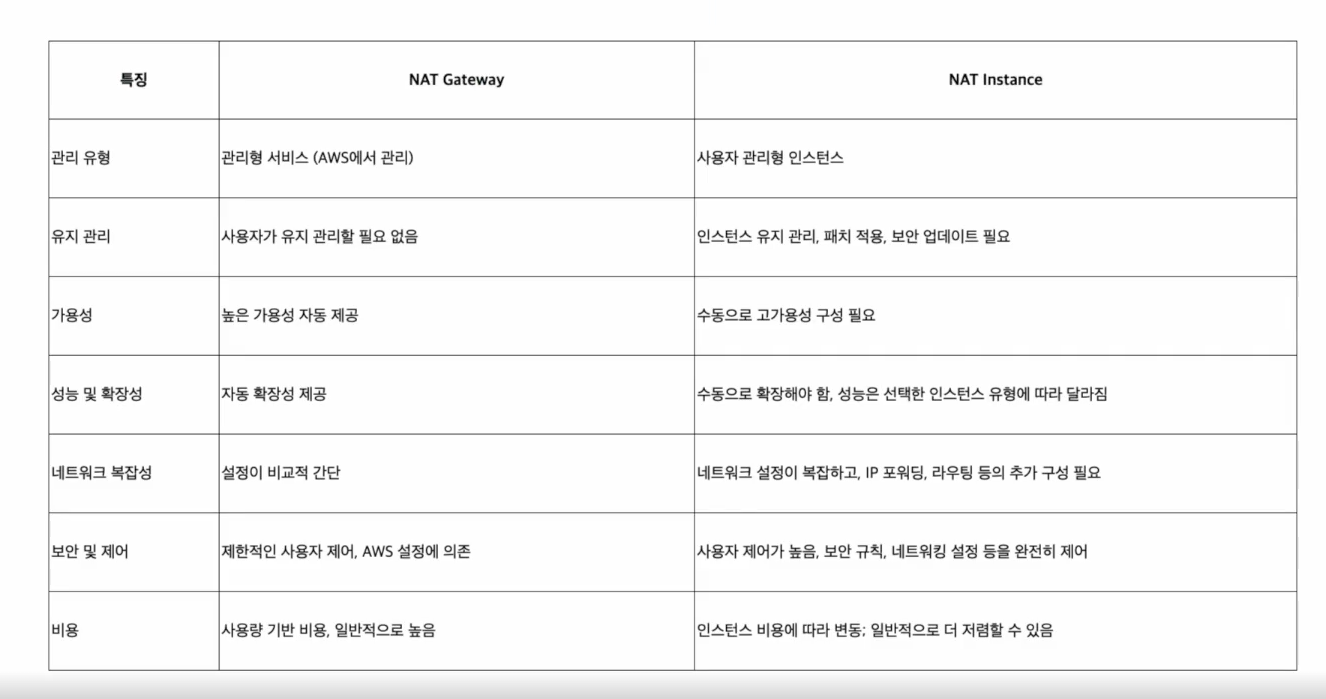 특징 NAT Gateway NAT Instance
관리 유형 관리형 서비스 (AWS에서 관리) 사용자 관리형 인스턴스
유지 관리 사용자가 유지 관리할 필요 없음 인스턴스 유지 관리, 패치 적용, 보안 업데이트 필요
가용성 높은 가용성 자동 제공 수동으로 고가용성 구성 필요
성능 및 확장성 자동 확장성 제공 수동으로 확장해야 함, 성능은 선택한 인스턴스 유형에 따라 달라짐
네트워크 복잡성 설정이 비교적 간단 네트워크 설정이 복잡하고, IP 포워딩, 라우팅 등의 추가 구성 필요
보안 및 제어 제한적인 사용자 제어, AWS 설정에 의존 사용자 제어가 높음, 보안 규칙, 네트워킹 설정 등을 완전히 제어
비용 사용량 기반 비용, 일반적으로 높음 인스턴스 비용에 따라 변동; 일반적으로 더 저렴할 수 있음